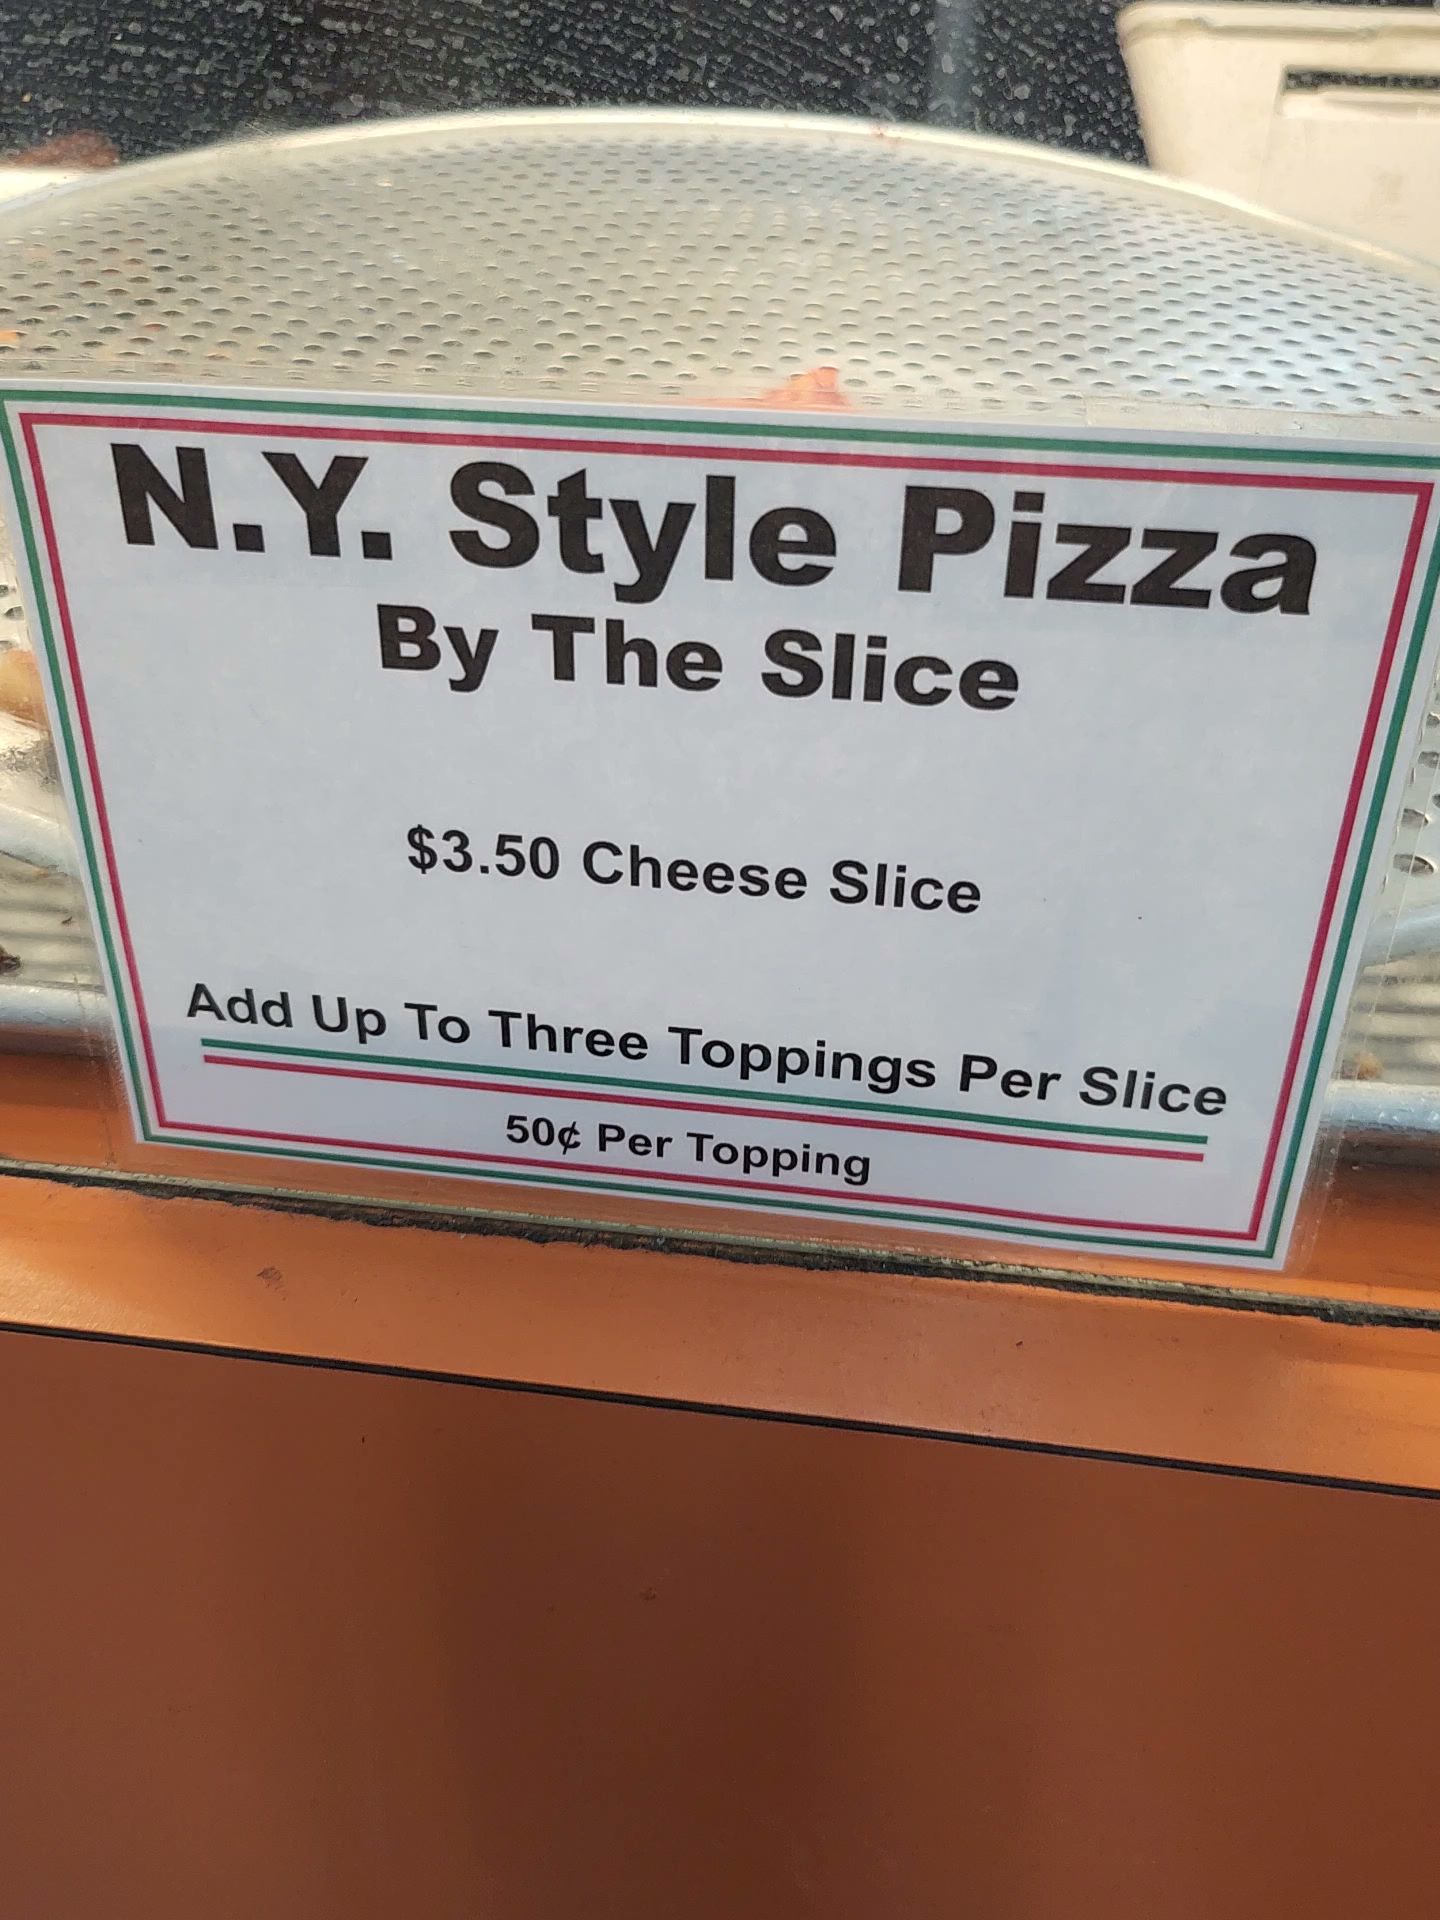 N.Y. Style Pizza
By The Slice
$3.50 Cheese Slice
Add Up To Three Toppings Per Slice
50¢ Per Topping